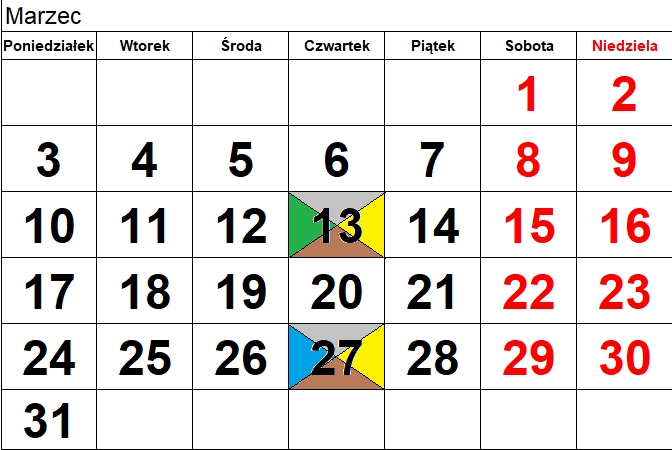 Marzec
Poniedziałek Wtorek Środa Czwartek Piątek Sobota Niedziela
1 2
3 4 5 6 7 8 9
10 11 12 13 14 15 16
17 18 19 20 21 22 23
24 25 26 27 28 29 30
31